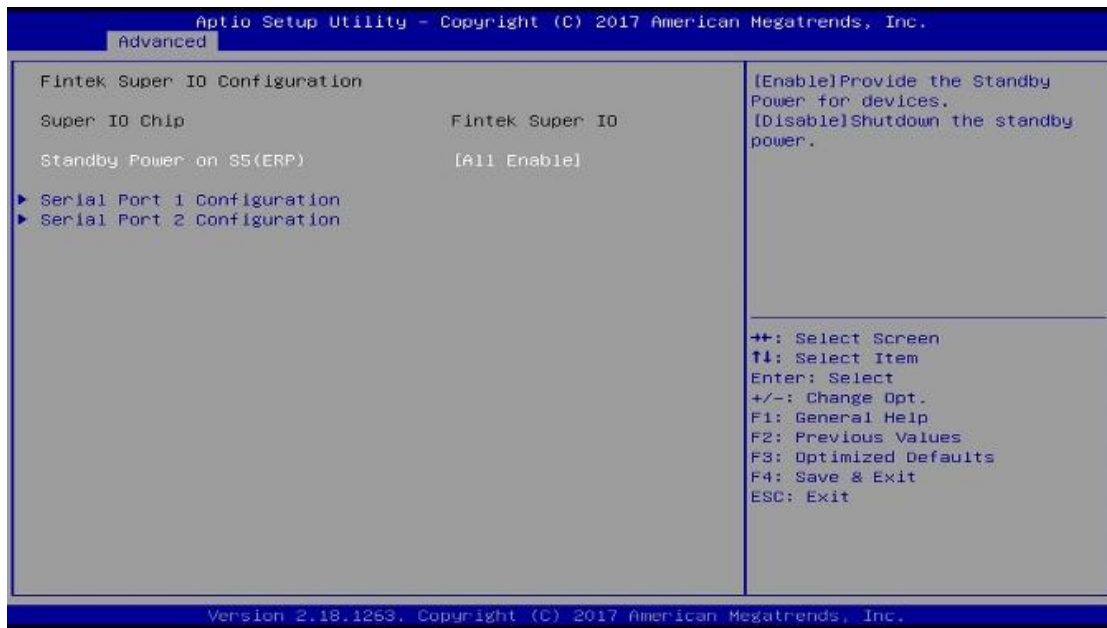 Aptio Setup Utility – Copyright (C) 2017 American Megatrends, Inc.
Advanced
Fintek Super IO Configuration
Super IO Chip Fintek Super IO
Standby Power on S5(ERP) [All Enable]
Serial Port 1 Configuration
Serial Port 2 Configuration
[Enable]Provide the Standby
Power for devices.
[Disable]Shutdown the standby
power.
→←: Select Screen
↑↓: Select Item
Enter: Select
+/-: Change Opt.
F1: General Help
F2: Previous Values
F3: Optimized Defaults
F4: Save & Exit
ESC: Exit
Version 2.18.1263. Copyright (C) 2017 American Megatrends, Inc.